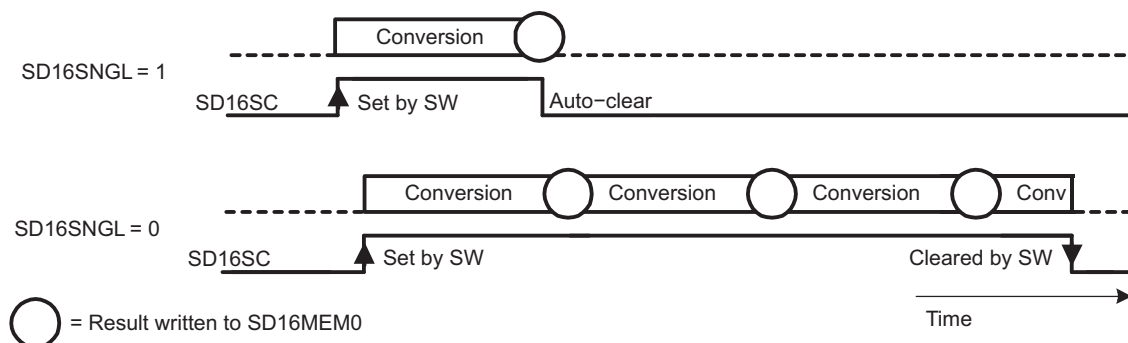 Conversion
SD16SNGL = 1
SD16SC
Set by SW
Auto−clear
Conversion
Conversion
Conversion
Conv
SD16SNGL = 0
SD16SC
Set by SW
Cleared by SW
= Result written to SD16MEM0
Time